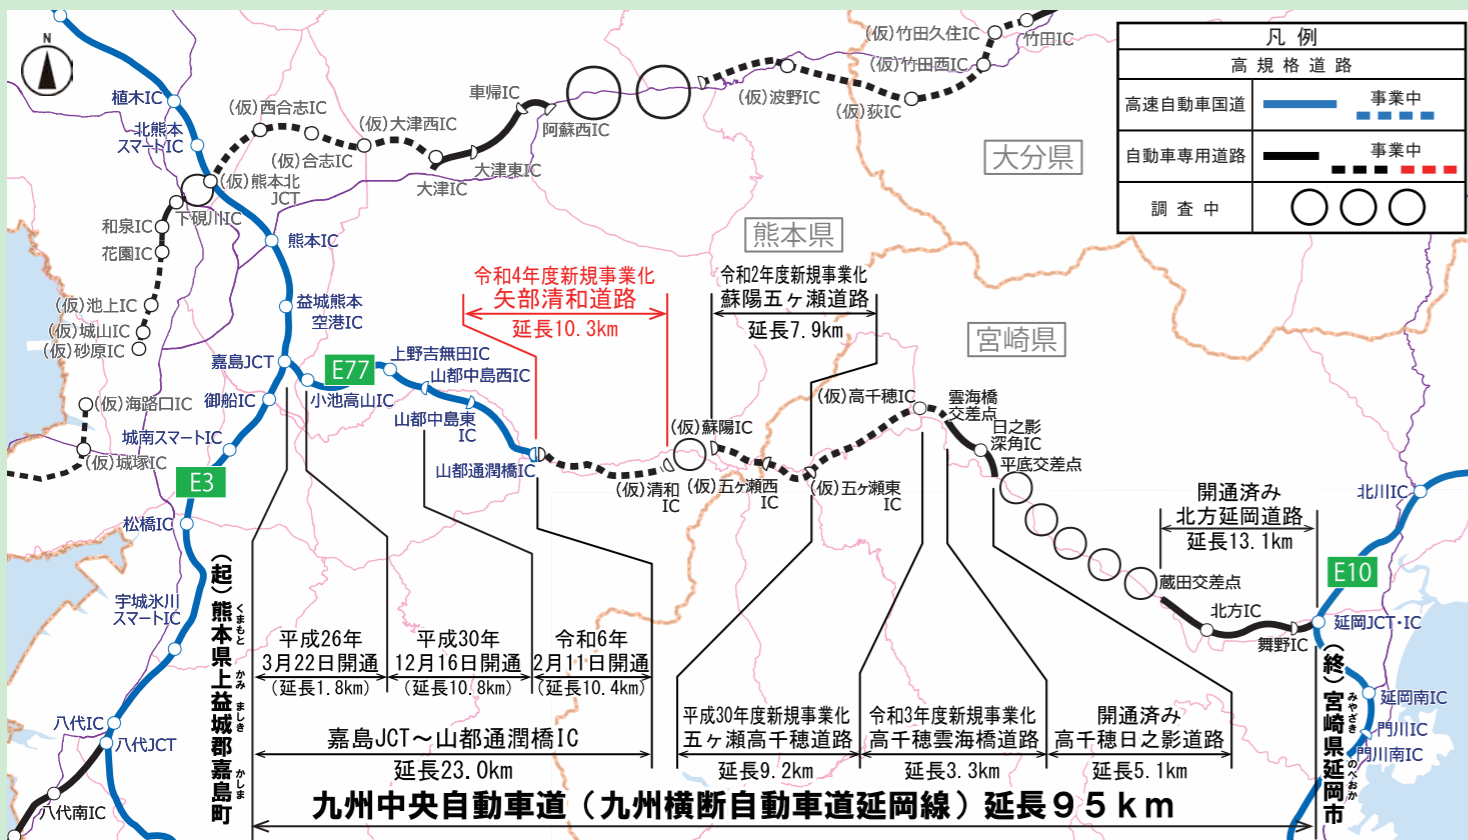 N
植木IC
北熊本
スマートIC
(仮)西合志IC
(仮)合志IC
(仮)大津西IC
車帰IC
阿蘇西IC
大津東IC
大津IC
(仮)熊本北
JCT
下硯川IC
和泉IC
花園IC
(仮)池上IC
(仮)城山IC
(仮)砂原IC
熊本IC
益城熊本
空港IC
嘉島JCT
E77
小池高山IC
上野吉無田IC
山都中島西IC
山都中島東
IC
山都通潤橋IC
御船IC
(仮)海路口IC
城南スマートIC
(仮)城塚IC
E3
松橋IC
宇城氷川
スマートIC
八代IC
八代JCT
八代南IC
(仮)竹田久住IC
竹田IC
(仮)竹田西IC
(仮)波野IC
(仮)荻IC
凡例
高規格道路
高速自動車国道
事業中
自動車専用道路
事業中
調査中
大分県
熊本県
宮崎県
令和4年度新規事業化
矢部清和道路
延長10.3km
令和2年度新規事業化
蘇陽五ヶ瀬道路
延長7.9km
(仮)清和
IC
(仮)蘇陽IC
(仮)五ヶ瀬西
IC
(仮)五ヶ瀬東
IC
(仮)高千穂IC
雲海橋
交差点
日之影
深角IC
平底交差点
開通済み
北方延岡道路
延長13.1km
蔵田交差点
北方IC
舞野IC
北川IC
E10
延岡JCT・IC
延岡南IC
門川IC
門川南IC
平成26年
3月22日開通
(延長1.8km)
平成30年
12月16日開通
(延長10.8km)
令和6年
2月11日開通
(延長10.4km)
嘉島JCT～山都通潤橋IC
延長23.0km
平成30年度新規事業化
五ヶ瀬高千穂道路
延長9.2km
令和3年度新規事業化
高千穂雲海橋道路
延長3.3km
開通済み
高千穂日之影道路
延長5.1km
(起)熊本県上益城郡嘉島町
くまもと かみ ましき かしま
(終)宮崎県延岡市
みやざき のべおか
九州中央自動車道(九州横断自動車道延岡線)延長95km